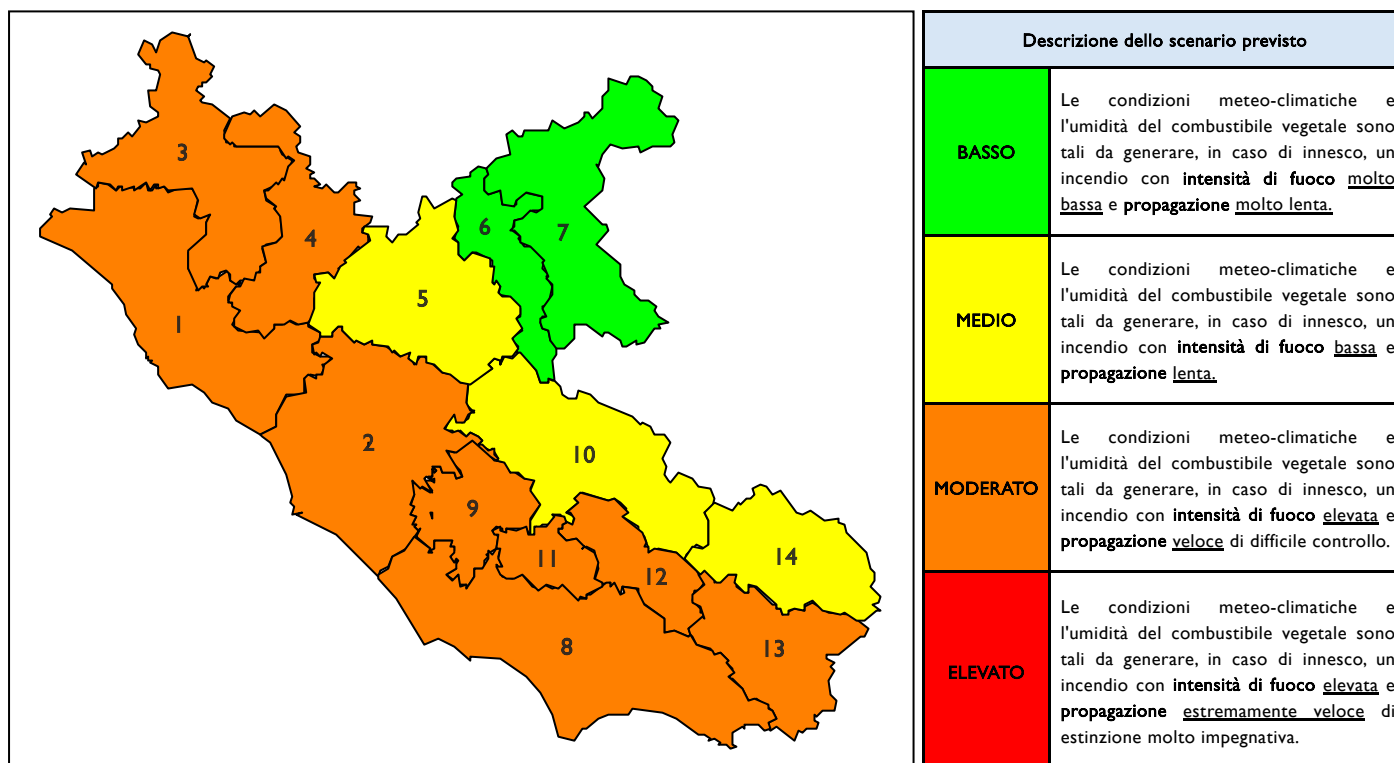 3
4
6
7
5
1
2
10
9
14
11
12
8
13
Descrizione dello scenario previsto
BASSO
Le condizioni meteo-climatiche e
l'umidità del combustibile vegetale sono
tali da generare, in caso di innesco, un
incendio con intensità di fuoco molto
bassa e propagazione molto lenta.
MEDIO
Le condizioni meteo-climatiche e
l'umidità del combustibile vegetale sono
tali da generare, in caso di innesco, un
incendio con intensità di fuoco bassa e
propagazione lenta.
MODERATO
Le condizioni meteo-climatiche e
l'umidità del combustibile vegetale sono
tali da generare, in caso di innesco, un
incendio con intensità di fuoco elevata e
propagazione veloce di difficile controllo.
ELEVATO
Le condizioni meteo-climatiche e
l'umidità del combustibile vegetale sono
tali da generare, in caso di innesco, un
incendio con intensità di fuoco elevata e
propagazione estremamente veloce di
estinzione molto impegnativa.